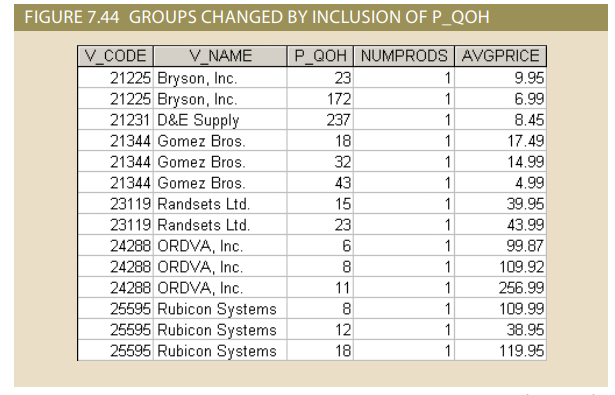 FIGURE 7.44 GROUPS CHANGED BY INCLUSION OF P_QOH
V_CODE V_NAME P_QOH NUMPRODS AVGPRICE
21225 Bryson, Inc. 23 1 9.95
21225 Bryson, Inc. 172 1 6.99
21231 D&E Supply 237 1 8.45
21344 Gomez Bros. 18 1 17.49
21344 Gomez Bros. 32 1 14.99
21344 Gomez Bros. 43 1 4.99
23119 Randsets Ltd. 15 1 39.95
23119 Randsets Ltd. 23 1 43.99
24288 ORDVA, Inc. 6 1 99.87
24288 ORDVA, Inc. 8 1 109.92
24288 ORDVA, Inc. 11 1 256.99
25595 Rubicon Systems 8 1 109.99
25595 Rubicon Systems 12 1 38.95
25595 Rubicon Systems 18 1 119.95